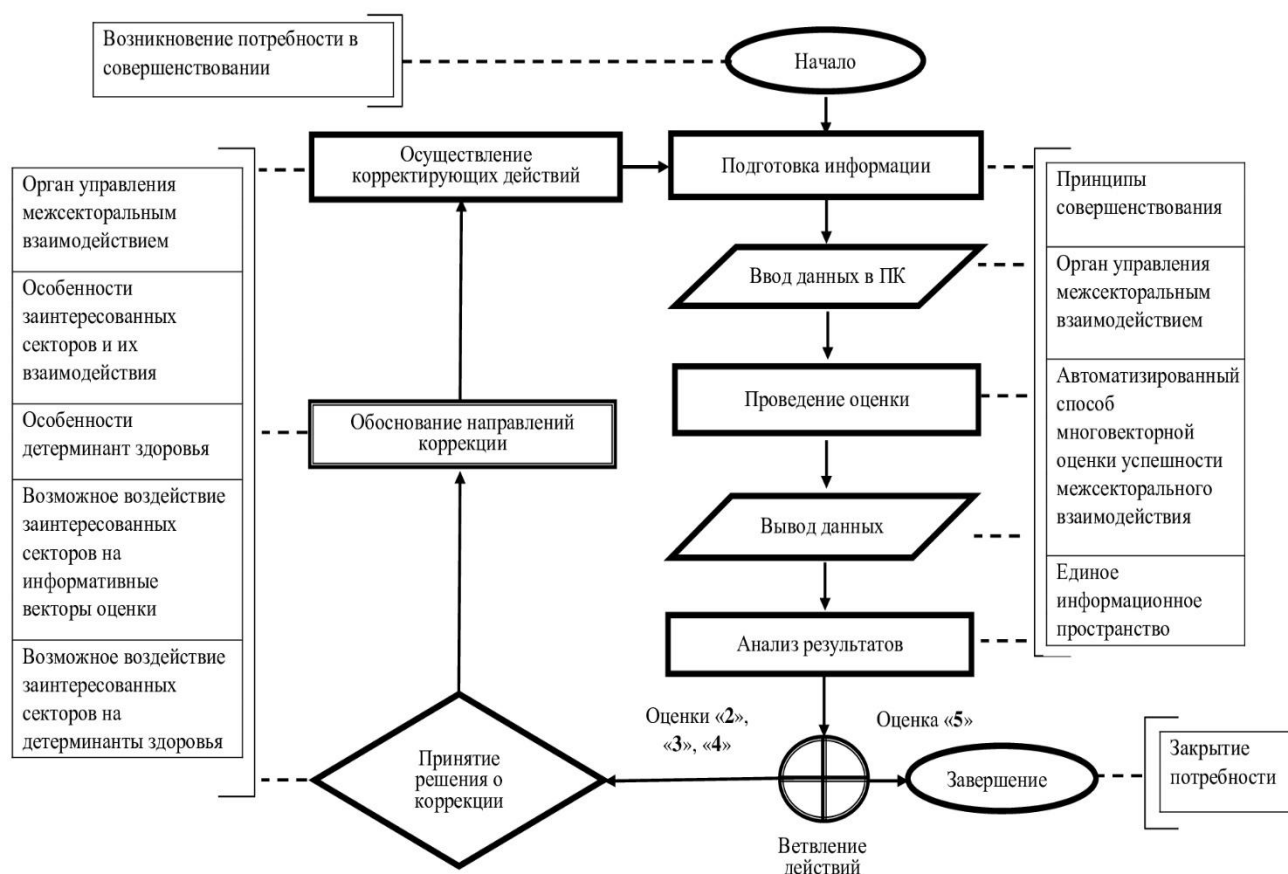 Возникновение потребности в
совершенствовании
Начало
Осуществление
корректирующих действий
Подготовка информации
Орган управления
межсекторальным
взаимодействием
Особенности
заинтересованных
секторов и их
взаимодействия
Особенности
детерминант здоровья
Возможное воздействие
заинтересованных
секторов на
информативные
векторы оценки
Возможное воздействие
заинтересованных
секторов на
детерминанты здоровья
Принципы
совершенствования
Орган управления
межсекторальным
взаимодействием
Автоматизированный
способ
многовекторной
оценки успешности
межсекторального
взаимодействия
Единое
информационное
пространство
Ввод данных в ПК
Проведение оценки
Обоснование направлений
коррекции
Вывод данных
Анализ результатов
Оценки «2»,
«3», «4»
Оценка «5»
Принятие
решения о
коррекции
Завершение
Закрытие
потребности
Ветвление
действий